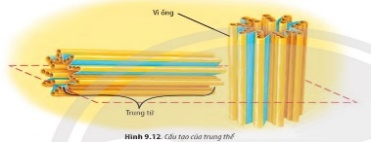 Vi ống
Trung tử
Hình 9.12. Cấu tạo của trung thể